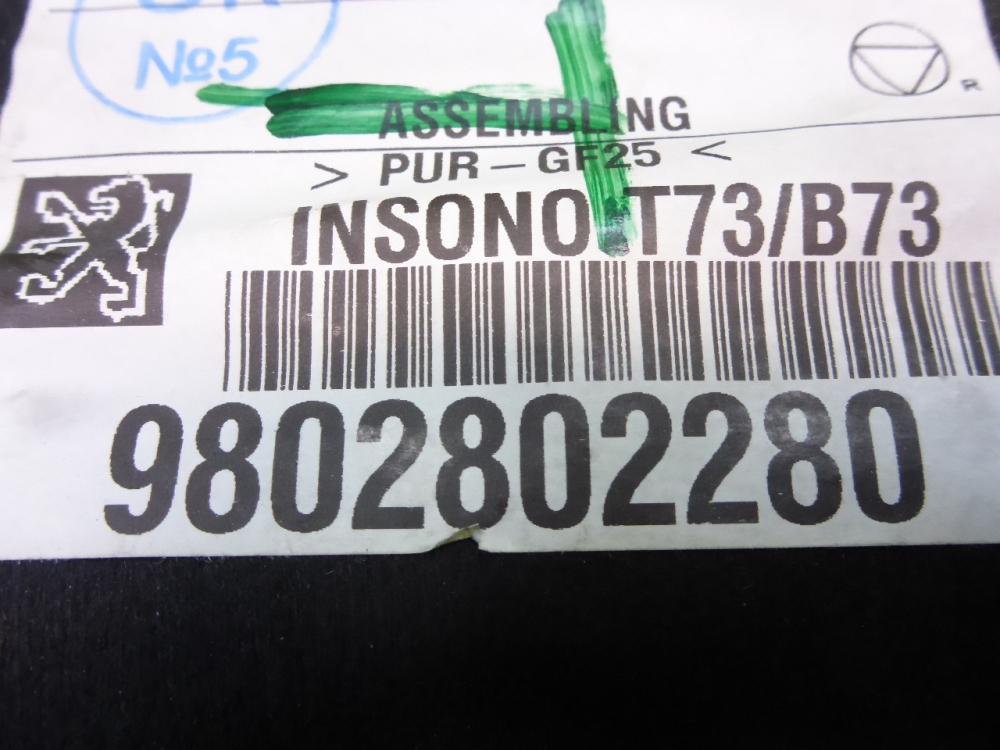 №5
R
ASSEMBLING
> PUR-GF25 <
INSONO T73/B73
9802802280